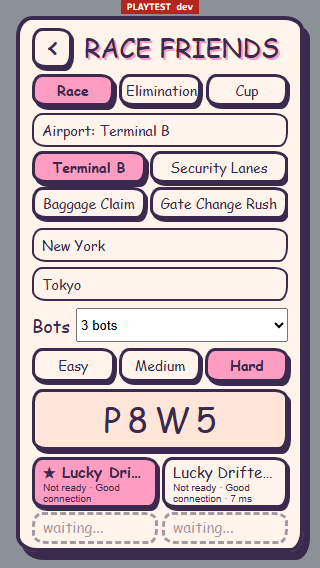 PLAYTEST dev
RACE FRIENDS
Race Elimination Cup
Airport: Terminal B
Terminal B Security Lanes
Baggage Claim Gate Change Rush
New York
Tokyo
Bots 3 bots
Easy Medium Hard
P8W5
★ Lucky Dri... Lucky Drifte...
Not ready · Good Not ready · Good
connection connection · 7 ms
waiting... waiting...